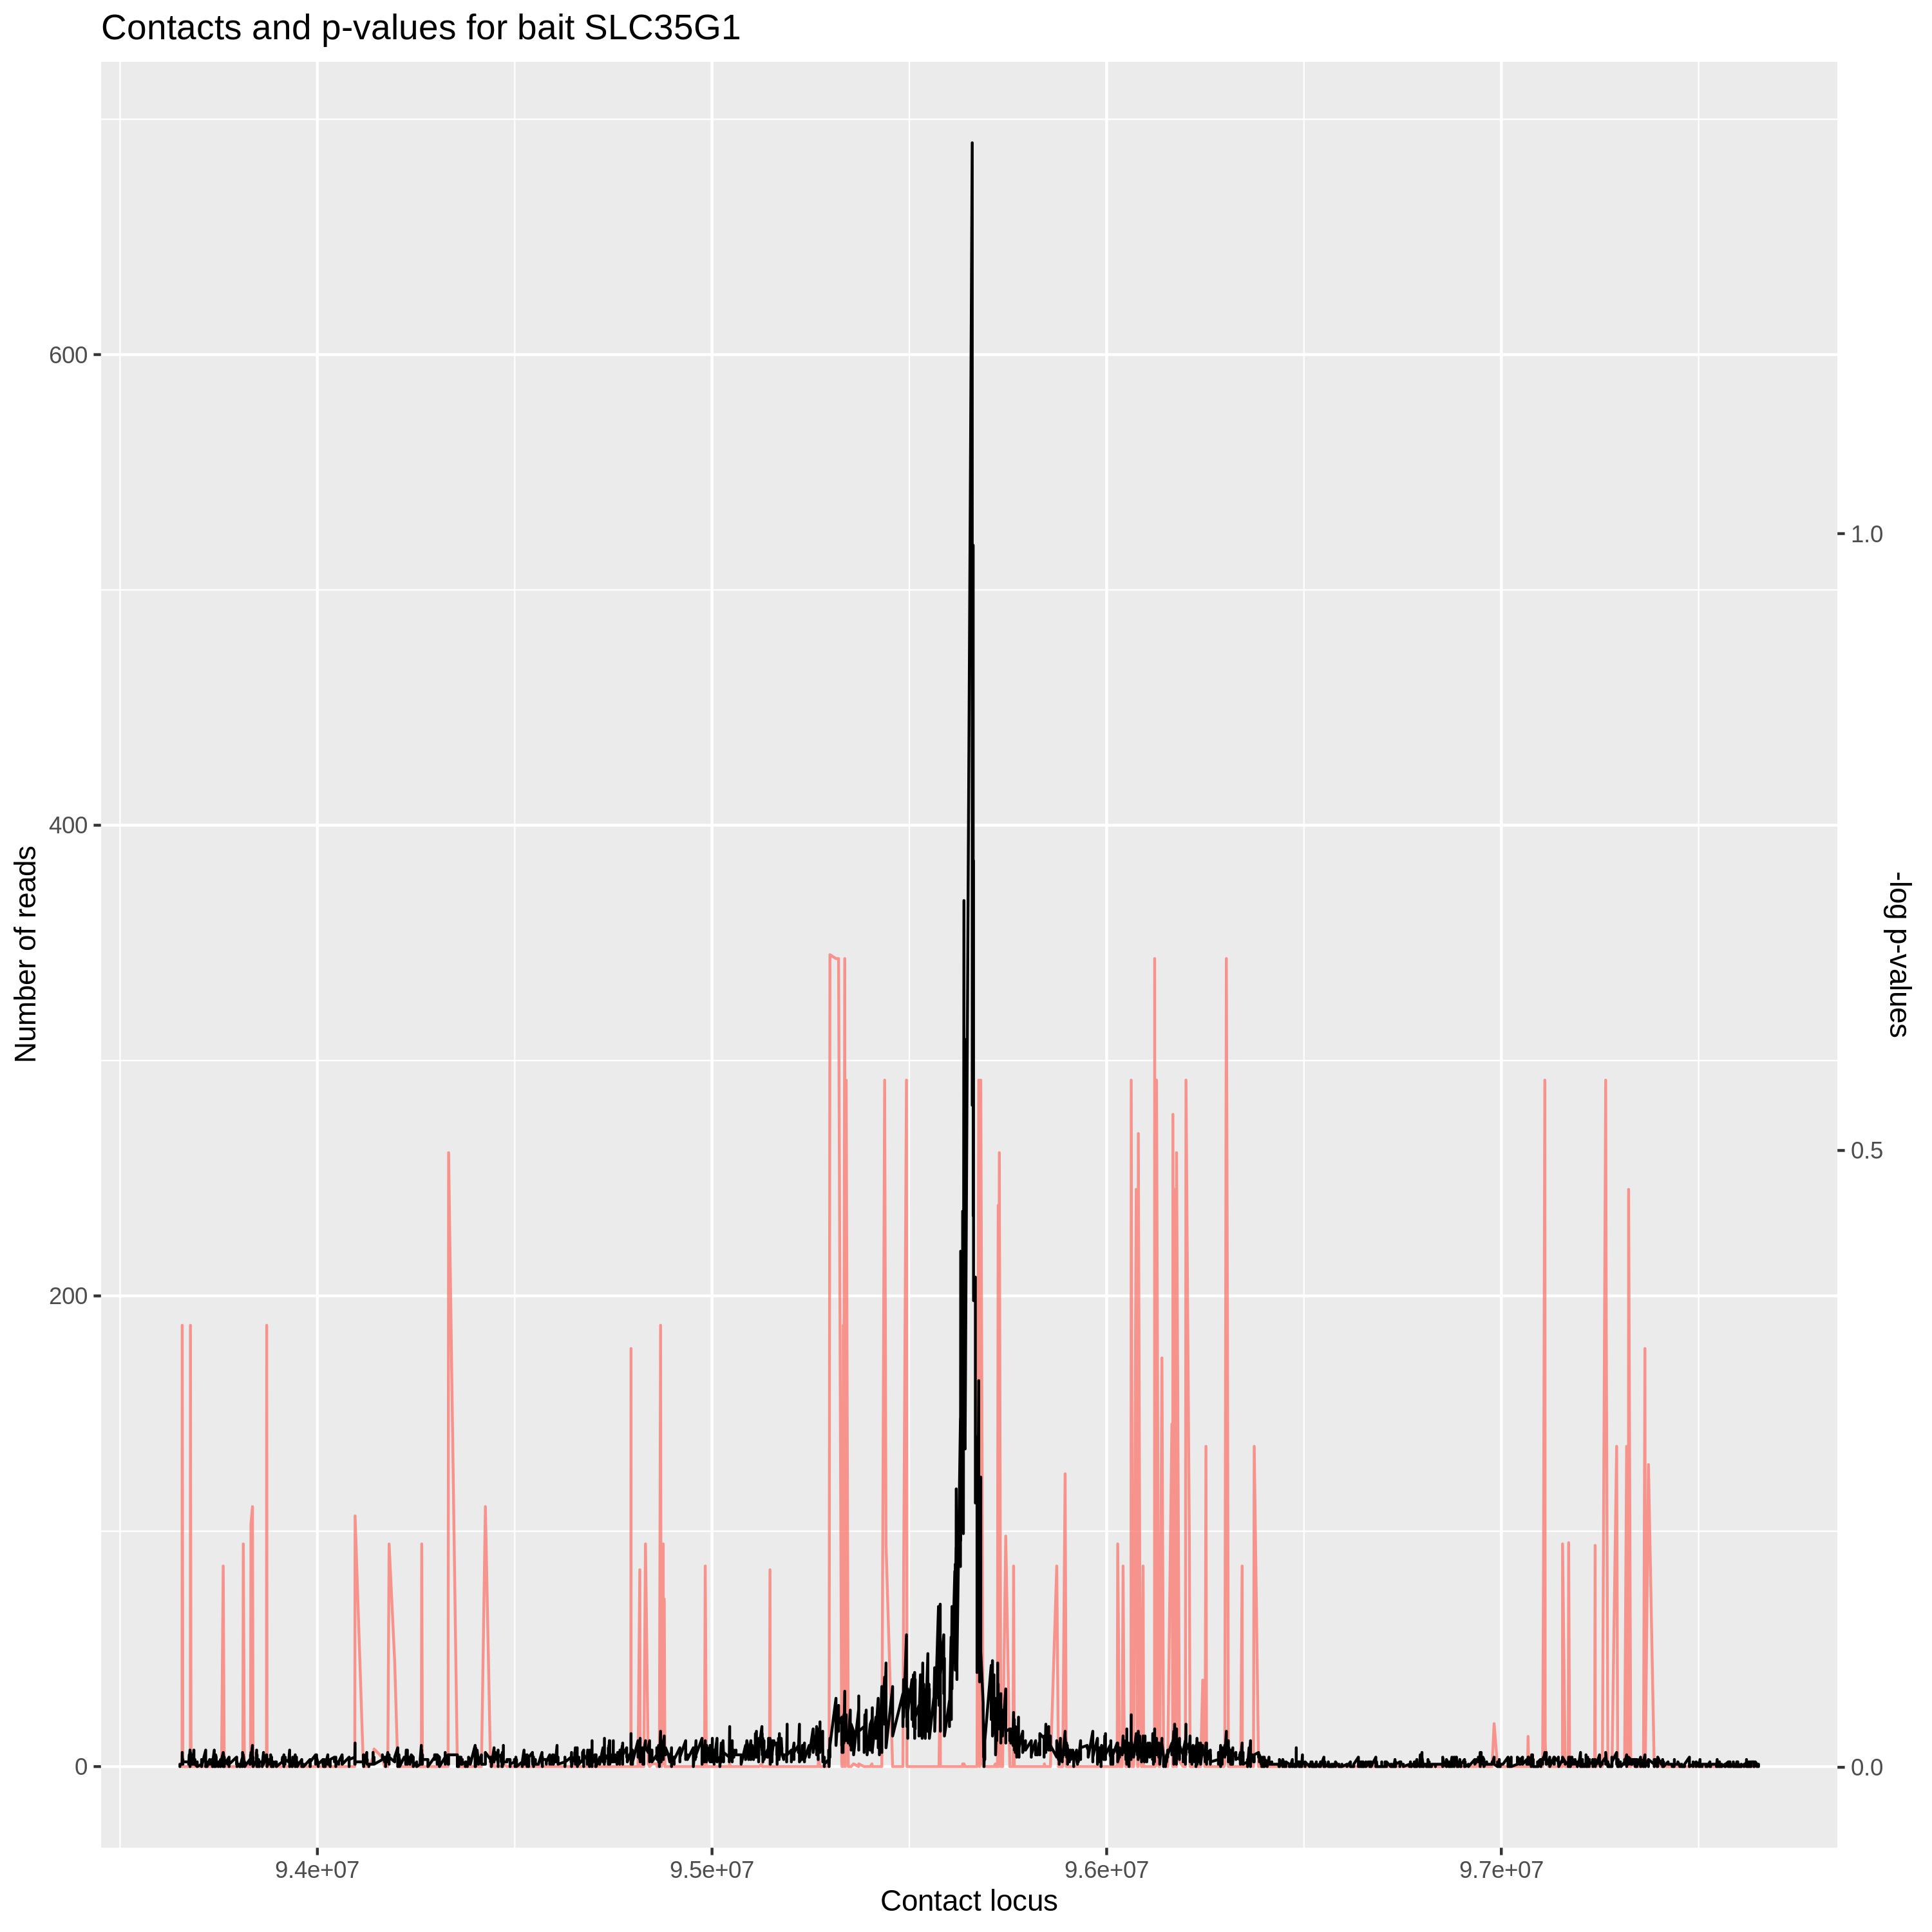 Contacts and p-values for bait SLC35G1
Number of reads
600
400
200
0
1.0
0.5
0.0
-log p-values
9.4e+07 9.5e+07 9.6e+07 9.7e+07
Contact locus